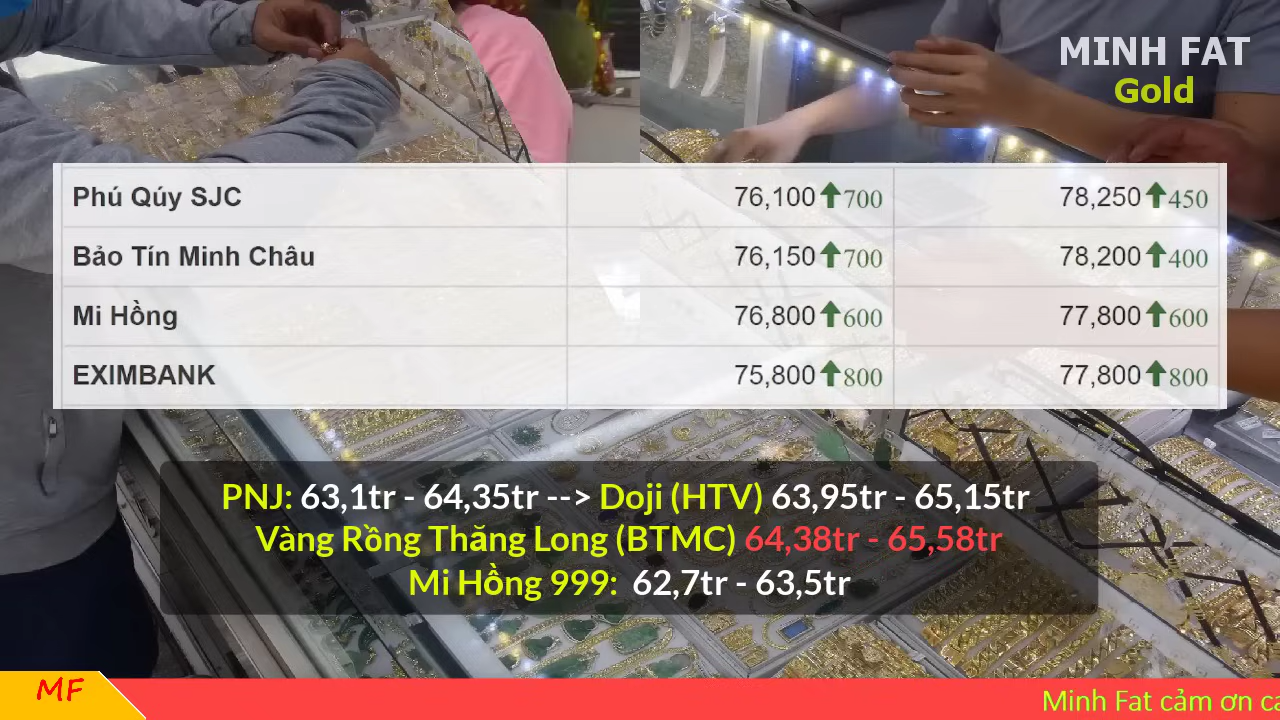 MINH FAT
Gold
Phú Qúy SJC 76,100 700 78,250 450
Bảo Tín Minh Châu 76,150 700 78,200 400
Mi Hồng 76,800 600 77,800 600
EXIMBANK 75,800 800 77,800 800
PNJ: 63,1tr - 64,35tr --> Doji (HTV) 63,95tr - 65,15tr
Vàng Rồng Thăng Long (BTMC) 64,38tr - 65,58tr
Mi Hồng 999: 62,7tr - 63,5tr
MF
Minh Fat cảm ơn